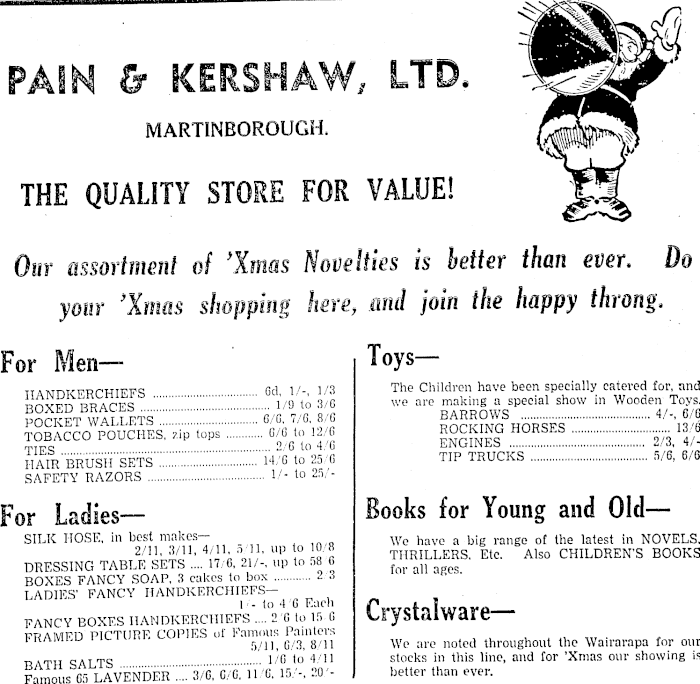 PAIN & KERSHAW, LTD.
MARTINBOROUGH.
THE QUALITY STORE FOR VALUE!
Our assortment of 'Xmas Novelties is better than ever. Do
your 'Xmas shopping here, and join the happy throng.
For Men—
HANDKERCHIEFS .......................... 6d, 1/-, 1/3
BOXED BRACES ................................ 1/9 to 3/6
POCKET WALLETS ........................ 6/6, 7/6, 8/6
TOBACCO POUCHES, zip tops .......... 6/6 to 12/6
TIES .................................................. 2/6 to 4/6
HAIR BRUSH SETS ........................ 14/6 to 25/6
SAFETY RAZORS ............................ 1/- to 25/-
For Ladies—
SILK HOSE, in best makes—
2/11, 3/11, 4/11, 5/11, up to 10/8
DRESSING TABLE SETS .... 17/6, 21/-, up to 58/6
BOXES FANCY SOAP, 3 cakes to box ........... 2/3
LADIES' FANCY HANDKERCHIEFS—
1/- to 4/6 Each
FANCY BOXES HANDKERCHIEFS .... 2/6 to 15/6
FRAMED PICTURE COPIES of Famous Painters
5/11, 6/3, 8/11
BATH SALTS .................................... 1/6 to 4/11
Famous 65 LAVENDER .... 3/6, 6/6, 11/6, 15/-, 20/-
Toys—
The Children have been specially catered for, and
we are making a special show in Wooden Toys.
BARROWS ................................ 4/-, 6/6
ROCKING HORSES .......................... 13/6
ENGINES .................................. 2/3, 4/-
TIP TRUCKS .............................. 5/6, 6/6
Books for Young and Old—
We have a big range of the latest in NOVELS,
THRILLERS, Etc. Also CHILDREN'S BOOKS
for all ages.
Crystalware—
We are noted throughout the Wairarapa for our
stocks in this line, and for 'Xmas our showing is
better than ever.